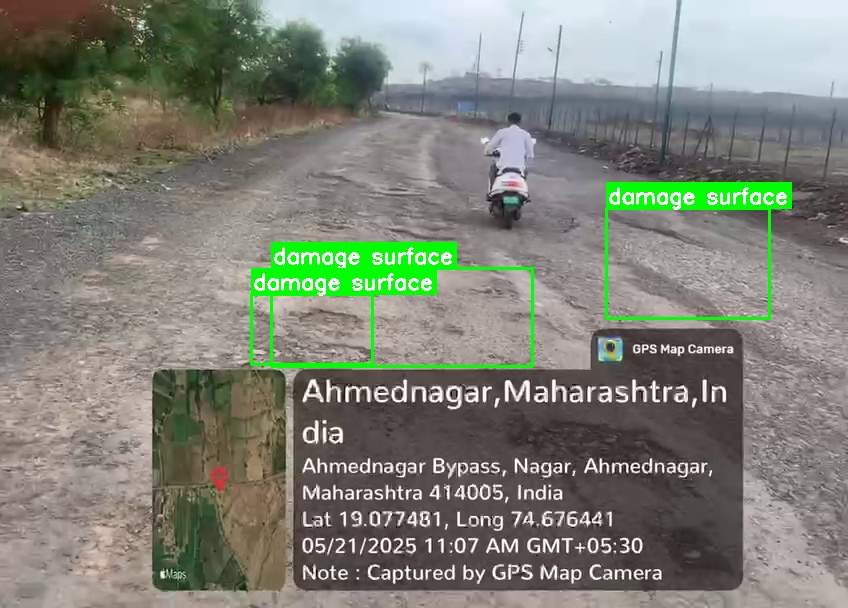 damage surface
damage surface
damage surface
GPS Map Camera
Ahmednagar,Maharashtra,In
dia
Ahmednagar Bypass, Nagar, Ahmednagar,
Maharashtra 414005, India
Lat 19.077481, Long 74.676441
05/21/2025 11:07 AM GMT+05:30
Note : Captured by GPS Map Camera
Maps